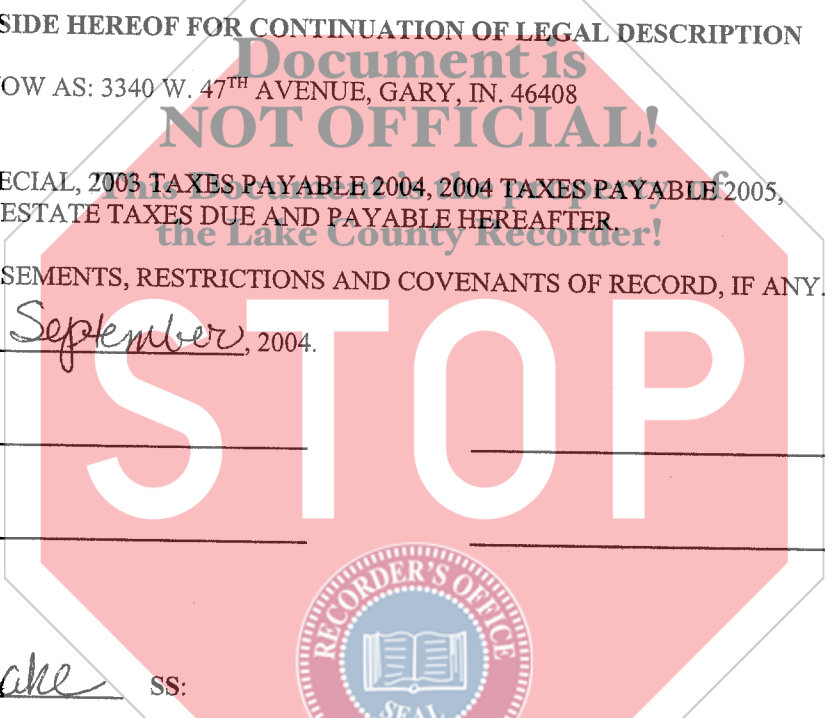 SIDE HEREOF FOR CONTINUATION OF LEGAL DESCRIPTION
Document is
OW AS: 3340 W. 47TH AVENUE, GARY, IN. 46408
NOT OFFICIAL!
ECIAL, 2003 TAXES PAYABLE 2004, 2004 TAXES PAYABLE 2005,
This Document is the property of
ESTATE TAXES DUE AND PAYABLE HEREAFTER.
the Lake County Recorder!
SEMENTS, RESTRICTIONS AND COVENANTS OF RECORD, IF ANY.
September, 2004.
STOP
RECORDER'S OFFICE
SEAL
ake SS: